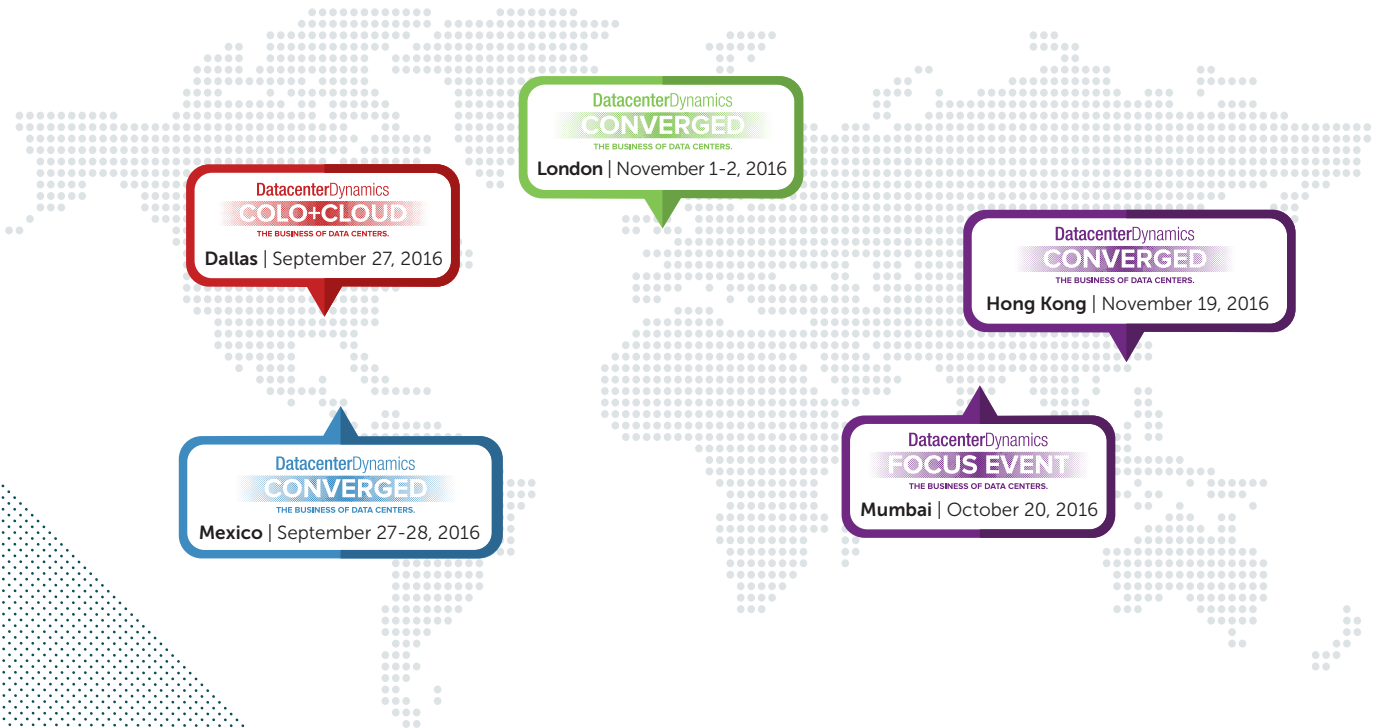 DatacenterDynamics
CONVERGED
THE BUSINESS OF DATA CENTERS.
London | November 1-2, 2016
DatacenterDynamics
COLO+CLOUD
THE BUSINESS OF DATA CENTERS.
Dallas | September 27, 2016
DatacenterDynamics
CONVERGED
THE BUSINESS OF DATA CENTERS.
Hong Kong | November 19, 2016
DatacenterDynamics
CONVERGED
THE BUSINESS OF DATA CENTERS.
Mexico | September 27-28, 2016
DatacenterDynamics
FOCUS EVENT
THE BUSINESS OF DATA CENTERS.
Mumbai | October 20, 2016